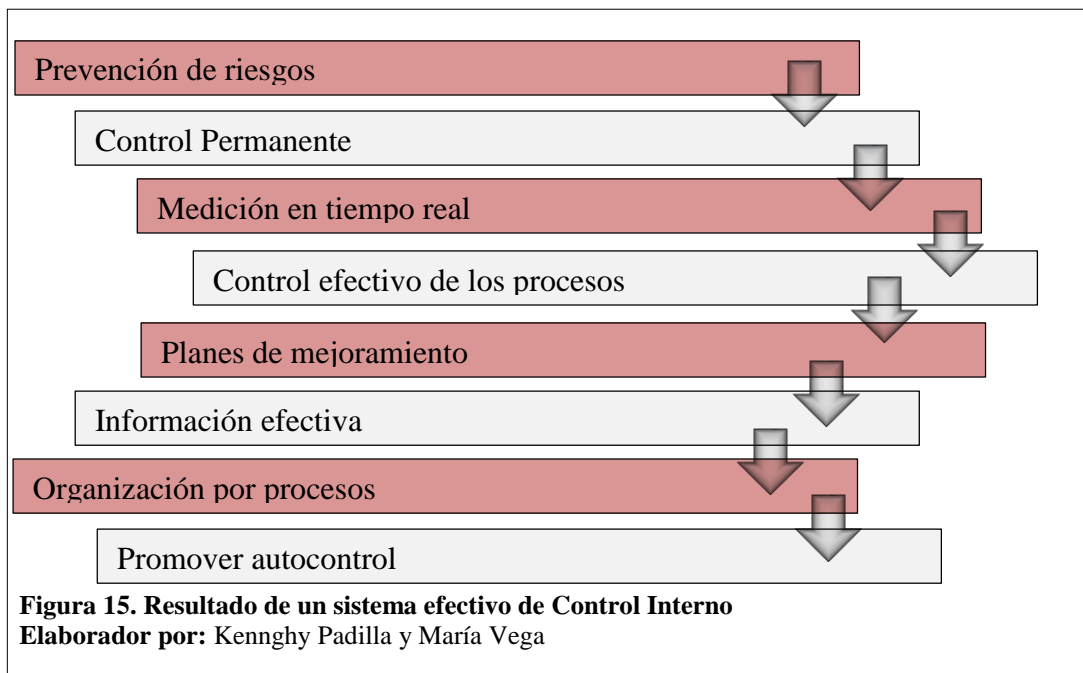 Prevención de riesgos
Control Permanente
Medición en tiempo real
Control efectivo de los procesos
Planes de mejoramiento
Información efectiva
Organización por procesos
Promover autocontrol
Figura 15. Resultado de un sistema efectivo de Control Interno
Elaborador por: Kennghy Padilla y María Vega